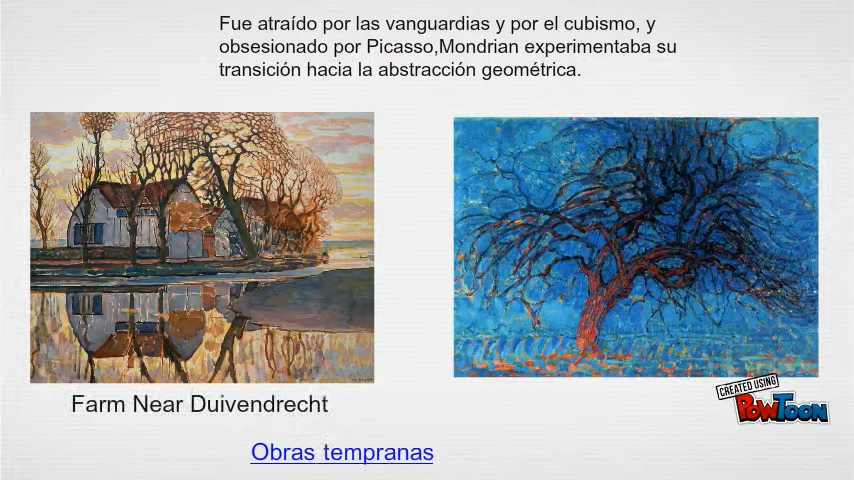 Fue atraído por las vanguardias y por el cubismo, y
obsesionado por Picasso,Mondrian experimentaba su
transición hacia la abstracción geométrica.
Farm Near Duivendrecht
CREATED USING
POWTOON
Obras tempranas